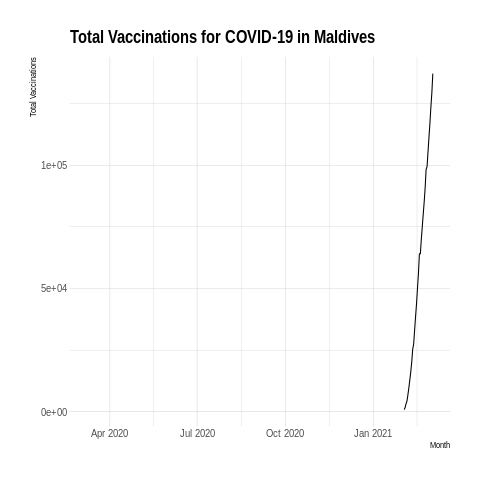 Total Vaccinations for COVID-19 in Maldives
Total Vaccinations
1e+05
5e+04
0e+00
Apr 2020
Jul 2020
Oct 2020
Jan 2021
Month